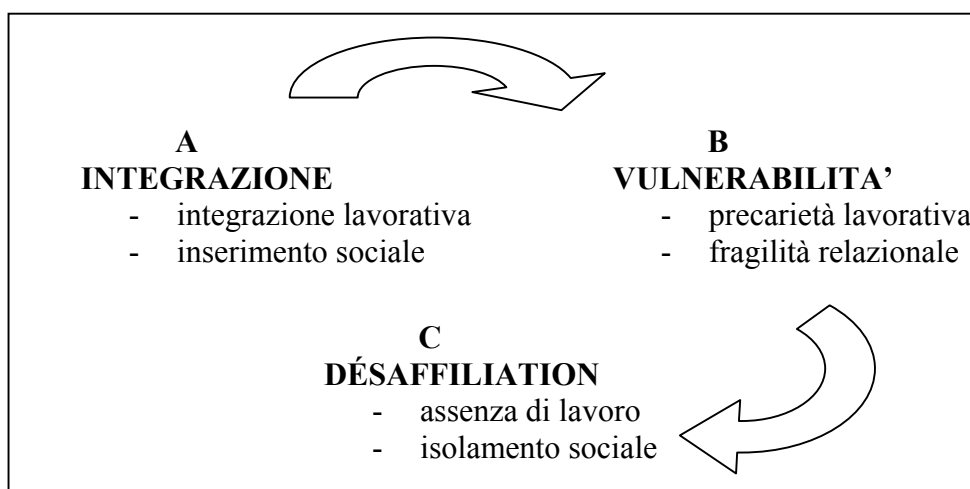 A
INTEGRAZIONE
- integrazione lavorativa
- inserimento sociale
B
VULNERABILITA’
- precarietà lavorativa
- fragilità relazionale
C
DÉSAFFILIATION
- assenza di lavoro
- isolamento sociale